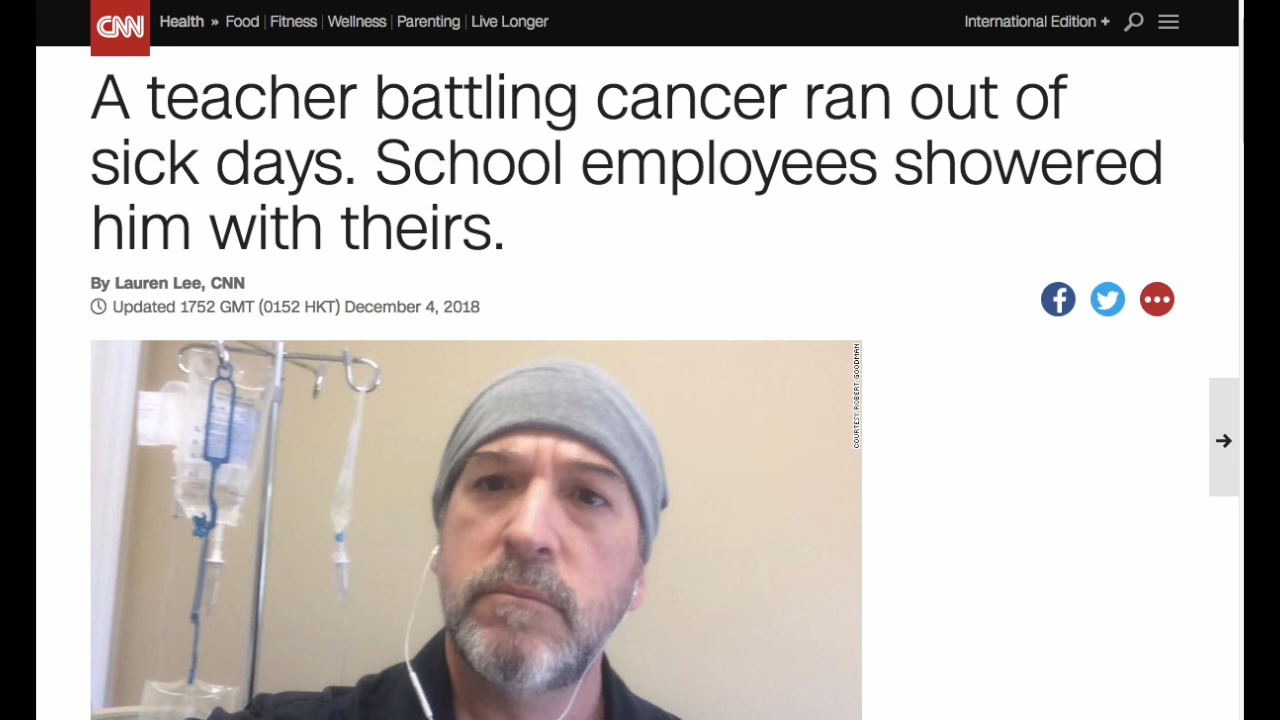 CNN Health » Food | Fitness | Wellness | Parenting | Live Longer International Edition +
A teacher battling cancer ran out of
sick days. School employees showered
him with theirs.
By Lauren Lee, CNN
Updated 1752 GMT (0152 HKT) December 4, 2018
COURTESY ROBERT GOODMAN